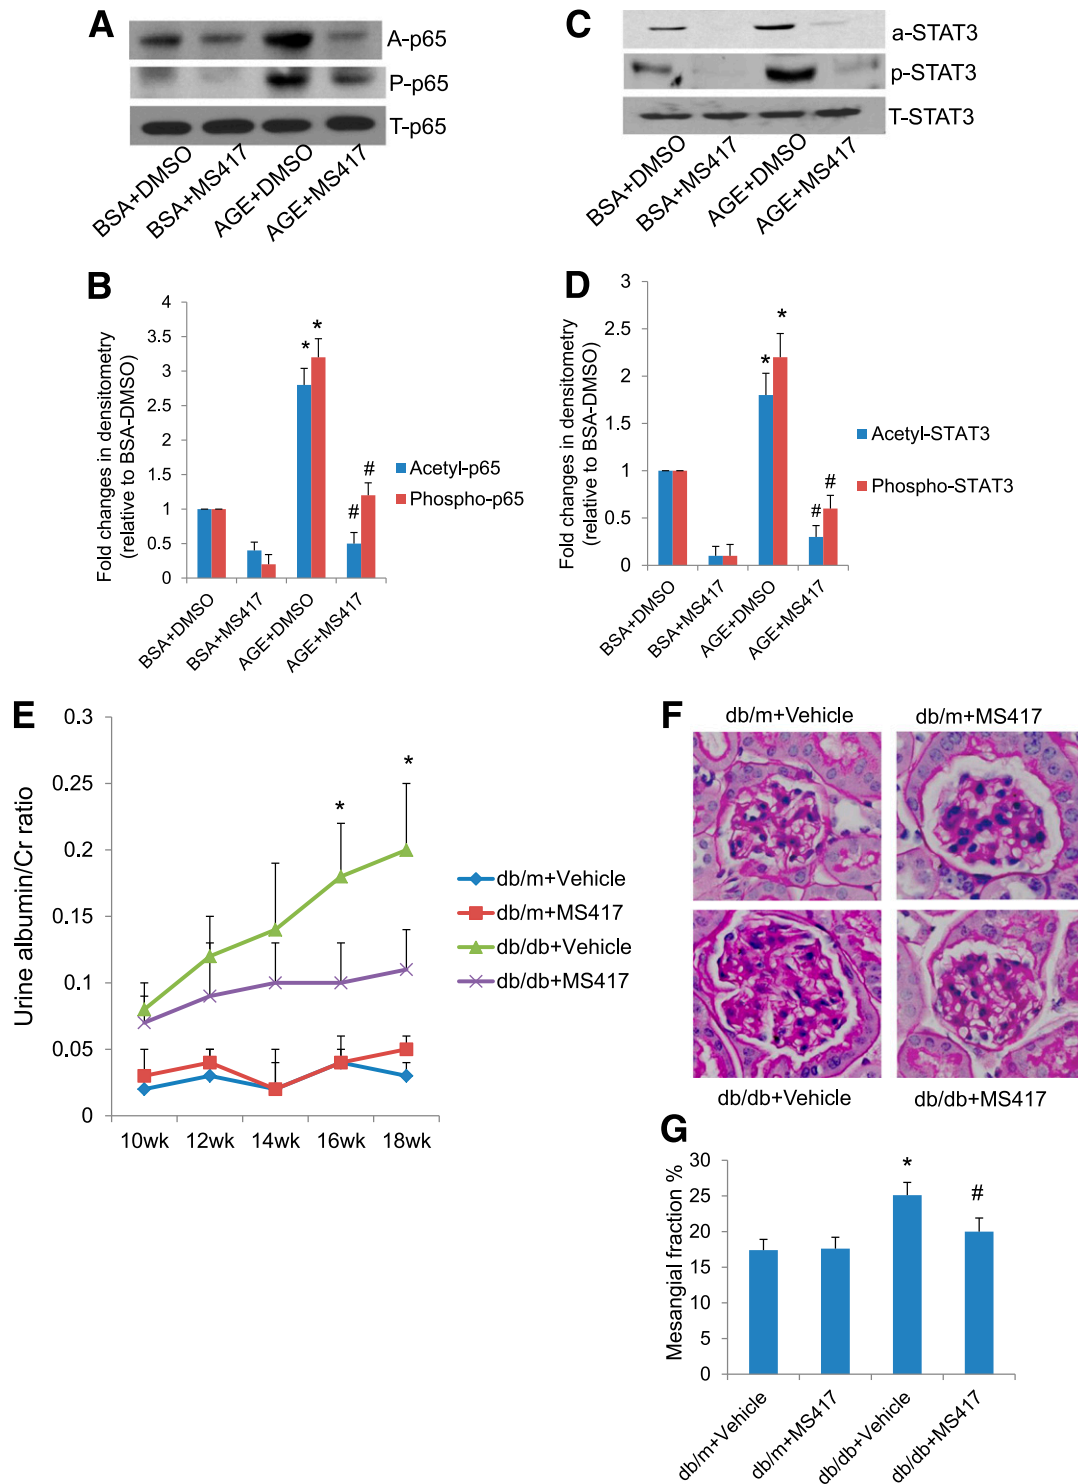 A
A-p65
P-p65
T-p65
BSA+DMSO
BSA+MS417
AGE+DMSO
AGE+MS417
C
a-STAT3
p-STAT3
T-STAT3
BSA+DMSO
BSA+MS417
AGE+DMSO
AGE+MS417
B
Fold changes in densitometry
(relative to BSA-DMSO)
4
3.5
3
2.5
2
1.5
1
0.5
0
*
*
#
#
Acetyl-p65
Phospho-p65
BSA+DMSO
BSA+MS417
AGE+DMSO
AGE+MS417
D
Fold changes in densitometry
(relative to BSA-DMSO)
3
2.5
2
1.5
1
0.5
0
*
*
#
#
Acetyl-STAT3
Phospho-STAT3
BSA+DMSO
BSA+MS417
AGE+DMSO
AGE+MS417
E
Urine albumin/Cr ratio
0.3
0.25
0.2
0.15
0.1
0.05
0
*
*
10wk 12wk 14wk 16wk 18wk
db/m+Vehicle
db/m+MS417
db/db+Vehicle
db/db+MS417
F
db/m+Vehicle db/m+MS417
db/db+Vehicle db/db+MS417
G
Mesangial fraction %
30
25
20
15
10
5
0
*
#
db/m+Vehicle
db/m+MS417
db/db+Vehicle
db/db+MS417